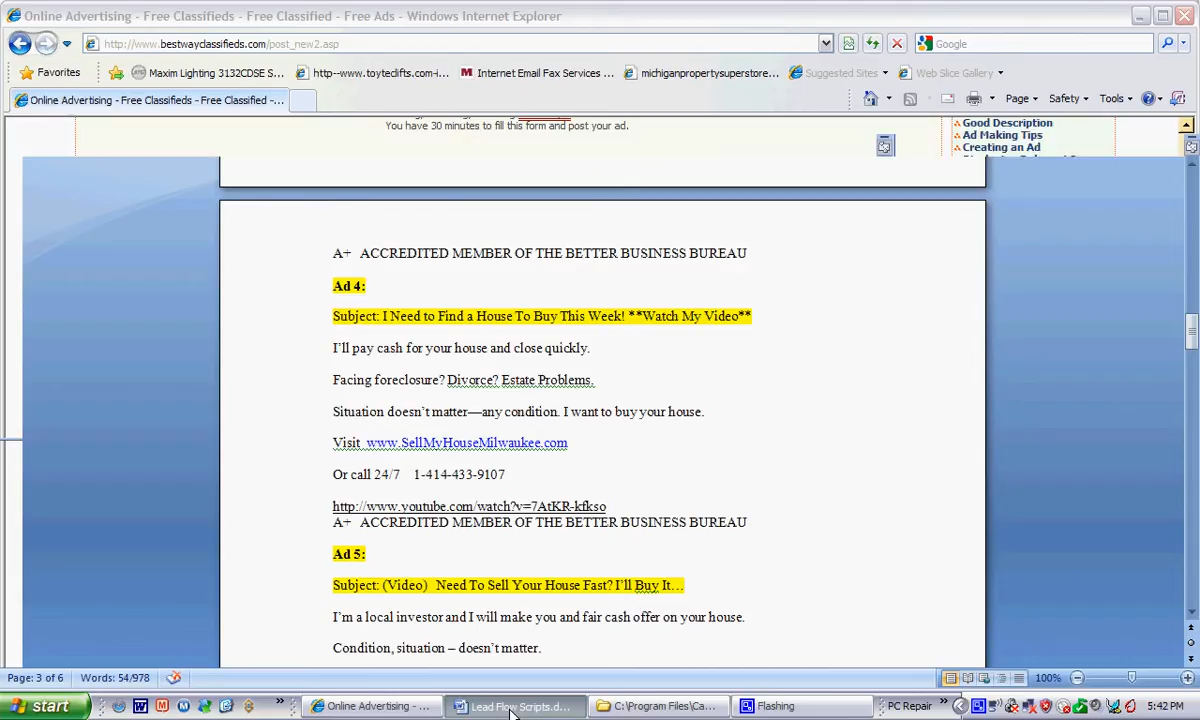 Online Advertising - Free Classifieds - Free Classified - Free Ads - Windows Internet Explorer
http://www.bestwayclassifieds.com/post_new2.asp
Google
Favorites
Maxim Lighting 3132CDSE S...
http--www.toyteclifts.com-i...
Internet Email Fax Services ...
michiganpropertysuperstore...
Suggested Sites
Web Slice Gallery
Online Advertising - Free Classifieds - Free Classified -...
Page
Safety
Tools
You have 30 minutes to fill this form and post your ad.
Good Description
Ad Making Tips
Creating an Ad
A+ ACCREDITED MEMBER OF THE BETTER BUSINESS BUREAU
Ad 4:
Subject: I Need to Find a House To Buy This Week! **Watch My Video**
I'll pay cash for your house and close quickly.
Facing foreclosure? Divorce? Estate Problems.
Situation doesn't matter—any condition. I want to buy your house.
Visit www.SellMyHouseMilwaukee.com
Or call 24/7 1-414-433-9107
http://www.youtube.com/watch?v=7AtKR-kfkso
A+ ACCREDITED MEMBER OF THE BETTER BUSINESS BUREAU
Ad 5:
Subject: (Video) Need To Sell Your House Fast? I'll Buy It…
I'm a local investor and I will make you and fair cash offer on your house.
Condition, situation – doesn't matter.
Page: 3 of 6
Words: 54/978
100%
start
Online Advertising - ...
Lead Flow Scripts.d...
C:\Program Files\Ca...
Flashing
PC Repair
5:42 PM